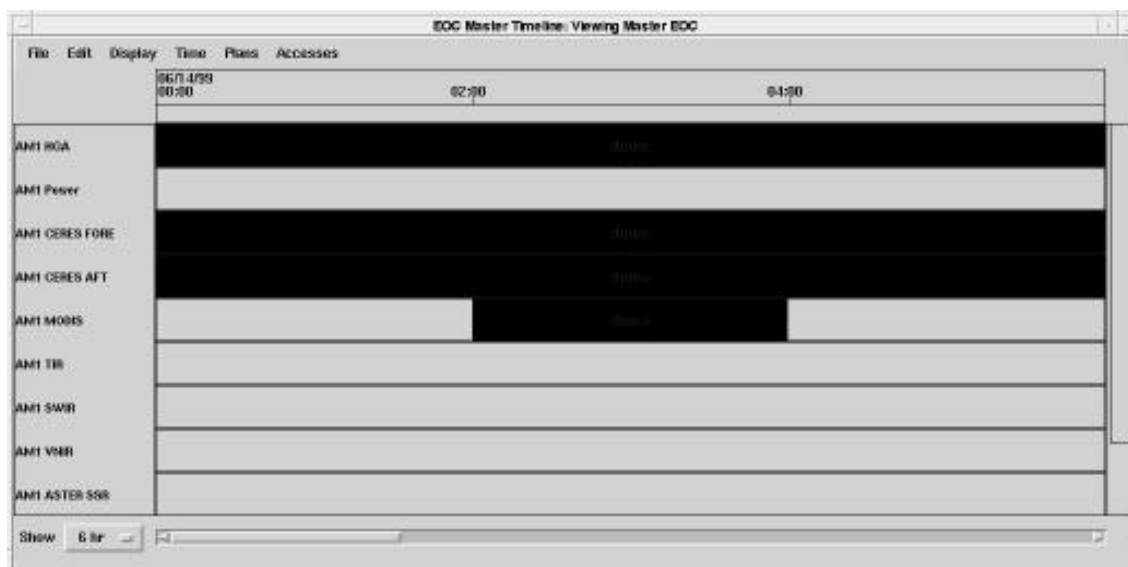 EOC Master Timeline: Viewing Master EOC
File Edit Display Time Plans Accesses
06/14/99
00:00 02:00 04:00
AM1 HGA
AM1 Power
AM1 CERES FORE
AM1 CERES AFT
AM1 MODIS
AM1 TIR
AM1 SWIR
AM1 VNIR
AM1 ASTER SSR
Show 6 hr